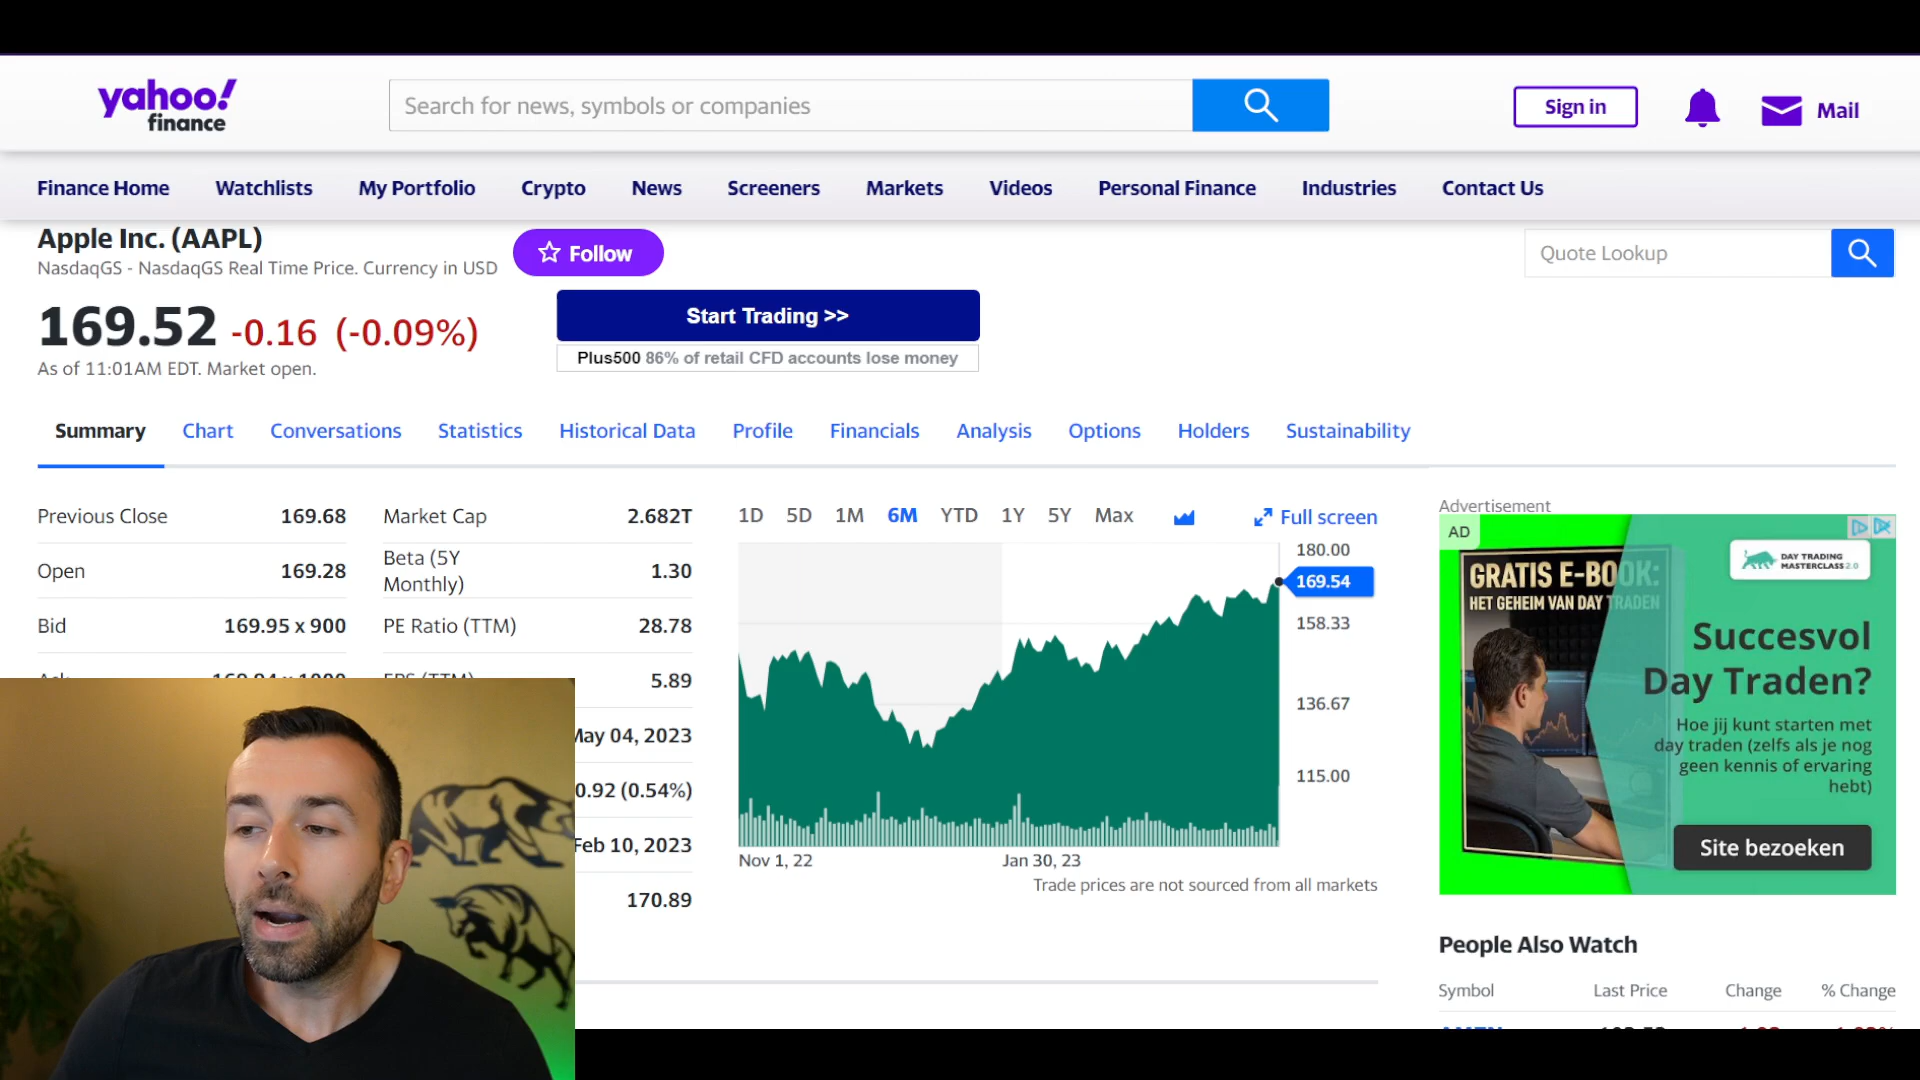 yahoo!
finance
Search for news, symbols or companies
Sign in
Mail
Finance Home
Watchlists
My Portfolio
Crypto
News
Screeners
Markets
Videos
Personal Finance
Industries
Contact Us
Apple Inc. (AAPL)
NasdaqGS - NasdaqGS Real Time Price. Currency in USD
Follow
Quote Lookup
169.52 -0.16 (-0.09%)
As of 11:01AM EDT. Market open.
Start Trading >>
Plus500 86% of retail CFD accounts lose money
Summary
Chart
Conversations
Statistics
Historical Data
Profile
Financials
Analysis
Options
Holders
Sustainability
Previous Close 169.68
Open 169.28
Bid 169.95 x 900
Market Cap 2.682T
Beta (5Y
Monthly) 1.30
PE Ratio (TTM) 28.78
5.89
May 04, 2023
0.92 (0.54%)
Feb 10, 2023
170.89
1D 5D 1M 6M YTD 1Y 5Y Max
Full screen
180.00
169.54
158.33
136.67
115.00
Nov 1, 22
Jan 30, 23
Trade prices are not sourced from all markets
Advertisement
AD
DAY TRADING
MASTERCLASS 2.0
GRATIS E-BOOK:
HET GEHEIM VAN DAY TRADEN
Succesvol
Day Traden?
Hoe jij kunt starten met
day traden (zelfs als je nog
geen kennis of ervaring
hebt)
Site bezoeken
People Also Watch
Symbol Last Price Change % Change